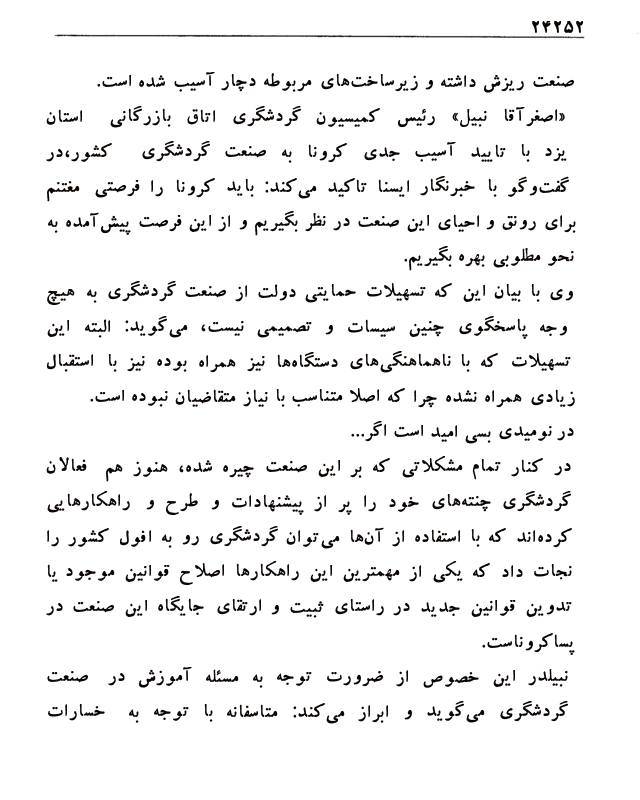 ۲۴۲۵۲
صنعت ریزش داشته و زیرساخت‌های مربوطه دچار آسیب شده است.
«اصغرآقا نبیل» رئیس کمیسیون گردشگری اتاق بازرگانی استان
یزد با تایید آسیب جدی کرونا به صنعت گردشگری کشور،در
گفت‌وگو با خبرنگار ایسنا تاکید می‌کند: باید کرونا را فرصتی مغتنم
برای رونق و احیای این صنعت در نظر بگیریم و از این فرصت پیش‌آمده به
نحو مطلوبی بهره بگیریم.
وی با بیان این که تسهیلات حمایتی دولت از صنعت گردشگری به هیچ
وجه پاسخگوی چنین سیسات و تصمیمی نیست، می‌گوید: البته این
تسهیلات که با ناهماهنگی‌های دستگاه‌ها نیز همراه بوده نیز با استقبال
زیادی همراه نشده چرا که اصلا متناسب با نیاز متقاضیان نبوده است.
در نومیدی بسی امید است اگر...
در کنار تمام مشکلاتی که بر این صنعت چیره شده، هنوز هم فعالان
گردشگری چنته‌های خود را پر از پیشنهادات و طرح و راهکارهایی
کرده‌اند که با استفاده از آن‌ها می‌توان گردشگری رو به افول کشور را
نجات داد که یکی از مهمترین این راهکارها اصلاح قوانین موجود یا
تدوین قوانین جدید در راستای ثبیت و ارتقای جایگاه این صنعت در
پساکروناست.
نبیلدر این خصوص از ضرورت توجه به مسئله آموزش در صنعت
گردشگری می‌گوید و ابراز می‌کند: متاسفانه با توجه به خسارات